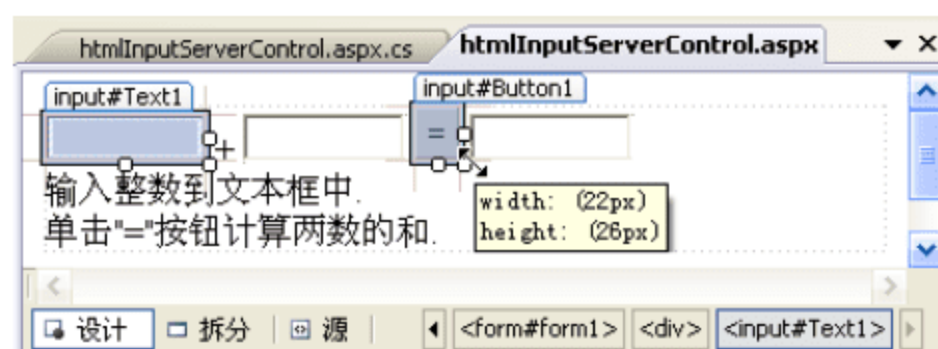 htmlInputServerControl.aspx.cs htmlInputServerControl.aspx
input#Text1 input#Button1
+ =
输入整数到文本框中.
width: (22px)
单击"="按钮计算两数的和.
height: (26px)
设计 拆分 源 <form#form1> <div> <input#Text1>